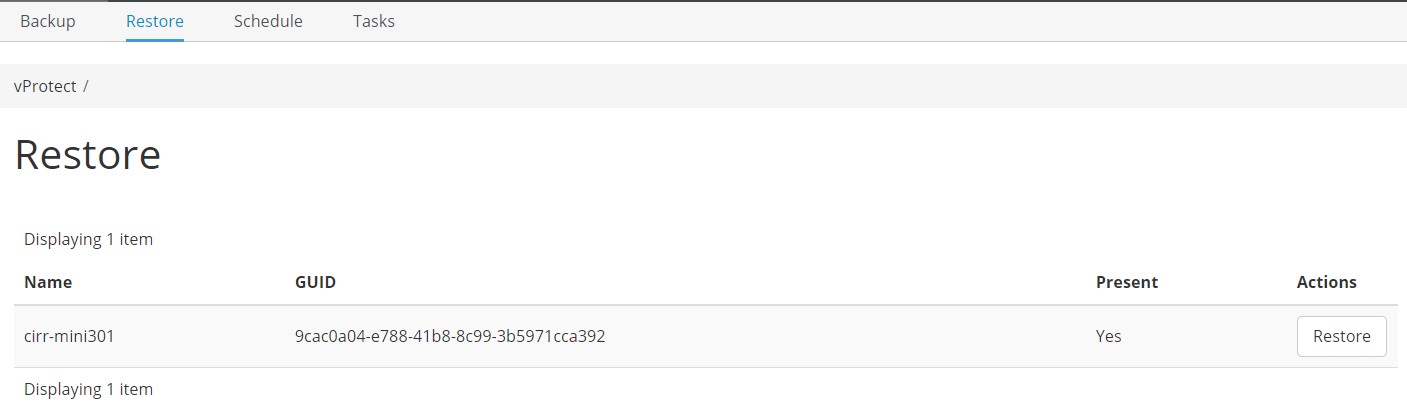 Backup Restore Schedule Tasks
vProtect /
Restore
Displaying 1 item
Name GUID Present Actions
cirr-mini301 9cac0a04-e788-41b8-8c99-3b5971cca392 Yes Restore
Displaying 1 item